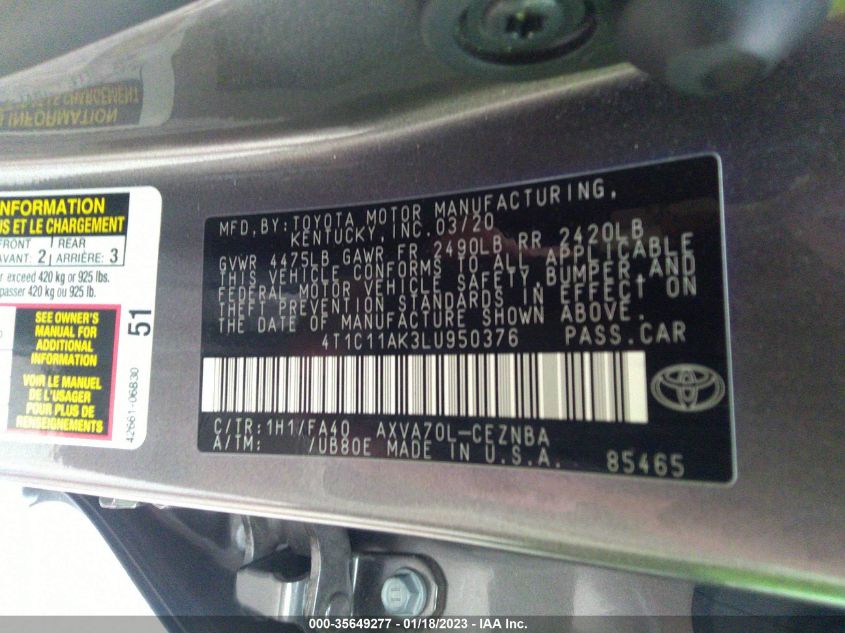 NFORMATION
US ET LE CHARGEMENT
FRONT
AVANT: 2
REAR
ARRIÈRE: 3
exceed 420 kg or 925 lbs.
passer 420 kg ou 925 lb.
SEE OWNER'S
MANUAL FOR
ADDITIONAL
INFORMATION
VOIR LE MANUEL
DE L'USAGER
POUR PLUS DE
RENSEIGNEMENTS
51
42661-06830
MFD.BY:TOYOTA MOTOR MANUFACTURING,
KENTUCKY, INC.03/20
GVWR 4475LB GAWR FR 2490LB RR 2420LB
THIS VEHICLE CONFORMS TO ALL APPLICABLE
FEDERAL MOTOR VEHICLE SAFETY,BUMPER,AND
THEFT PREVENTION STANDARDS IN EFFECT ON
THE DATE OF MANUFACTURE SHOWN ABOVE.
4T1C11AK3LU950376 PASS.CAR
C/TR:1H1/FA40 AXVA70L-CEZNBA
A/TM: /UB80E MADE IN U.S.A.
85465
000-35649277 - 01/18/2023 - IAA Inc.